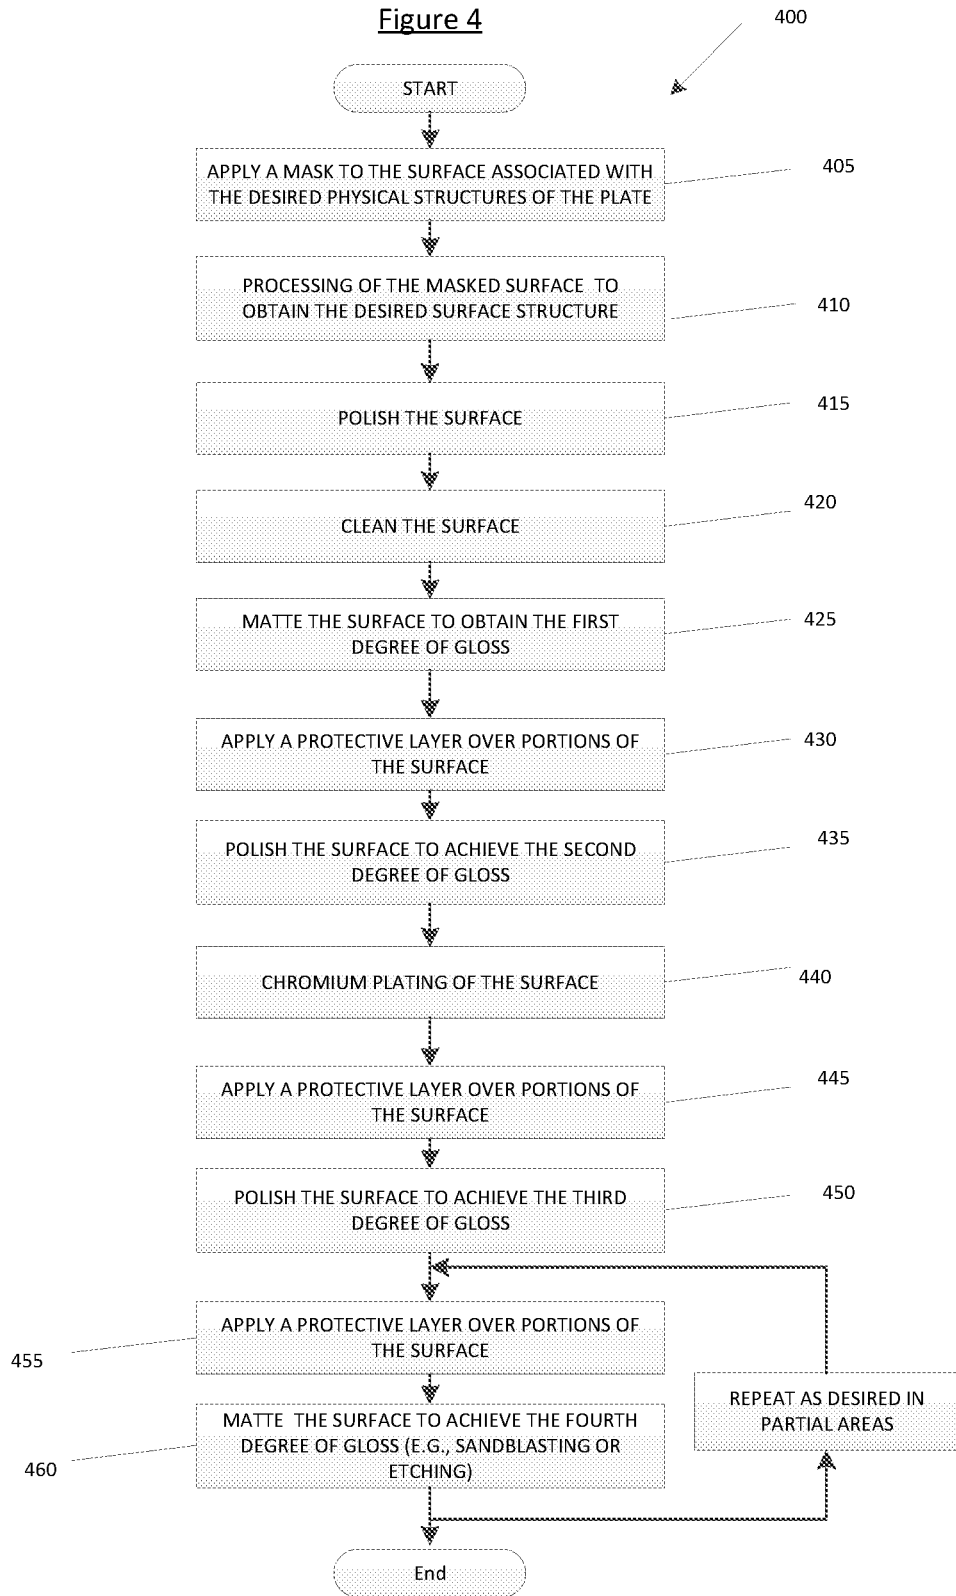 Figure 4
400
START
APPLY A MASK TO THE SURFACE ASSOCIATED WITH
THE DESIRED PHYSICAL STRUCTURES OF THE PLATE
405
PROCESSING OF THE MASKED SURFACE TO
OBTAIN THE DESIRED SURFACE STRUCTURE
410
POLISH THE SURFACE
415
CLEAN THE SURFACE
420
MATTE THE SURFACE TO OBTAIN THE FIRST
DEGREE OF GLOSS
425
APPLY A PROTECTIVE LAYER OVER PORTIONS OF
THE SURFACE
430
POLISH THE SURFACE TO ACHIEVE THE SECOND
DEGREE OF GLOSS
435
CHROMIUM PLATING OF THE SURFACE
440
APPLY A PROTECTIVE LAYER OVER PORTIONS OF
THE SURFACE
445
POLISH THE SURFACE TO ACHIEVE THE THIRD
DEGREE OF GLOSS
450
APPLY A PROTECTIVE LAYER OVER PORTIONS OF
THE SURFACE
455
MATTE THE SURFACE TO ACHIEVE THE FOURTH
DEGREE OF GLOSS (E.G., SANDBLASTING OR
ETCHING)
460
REPEAT AS DESIRED IN
PARTIAL AREAS
End